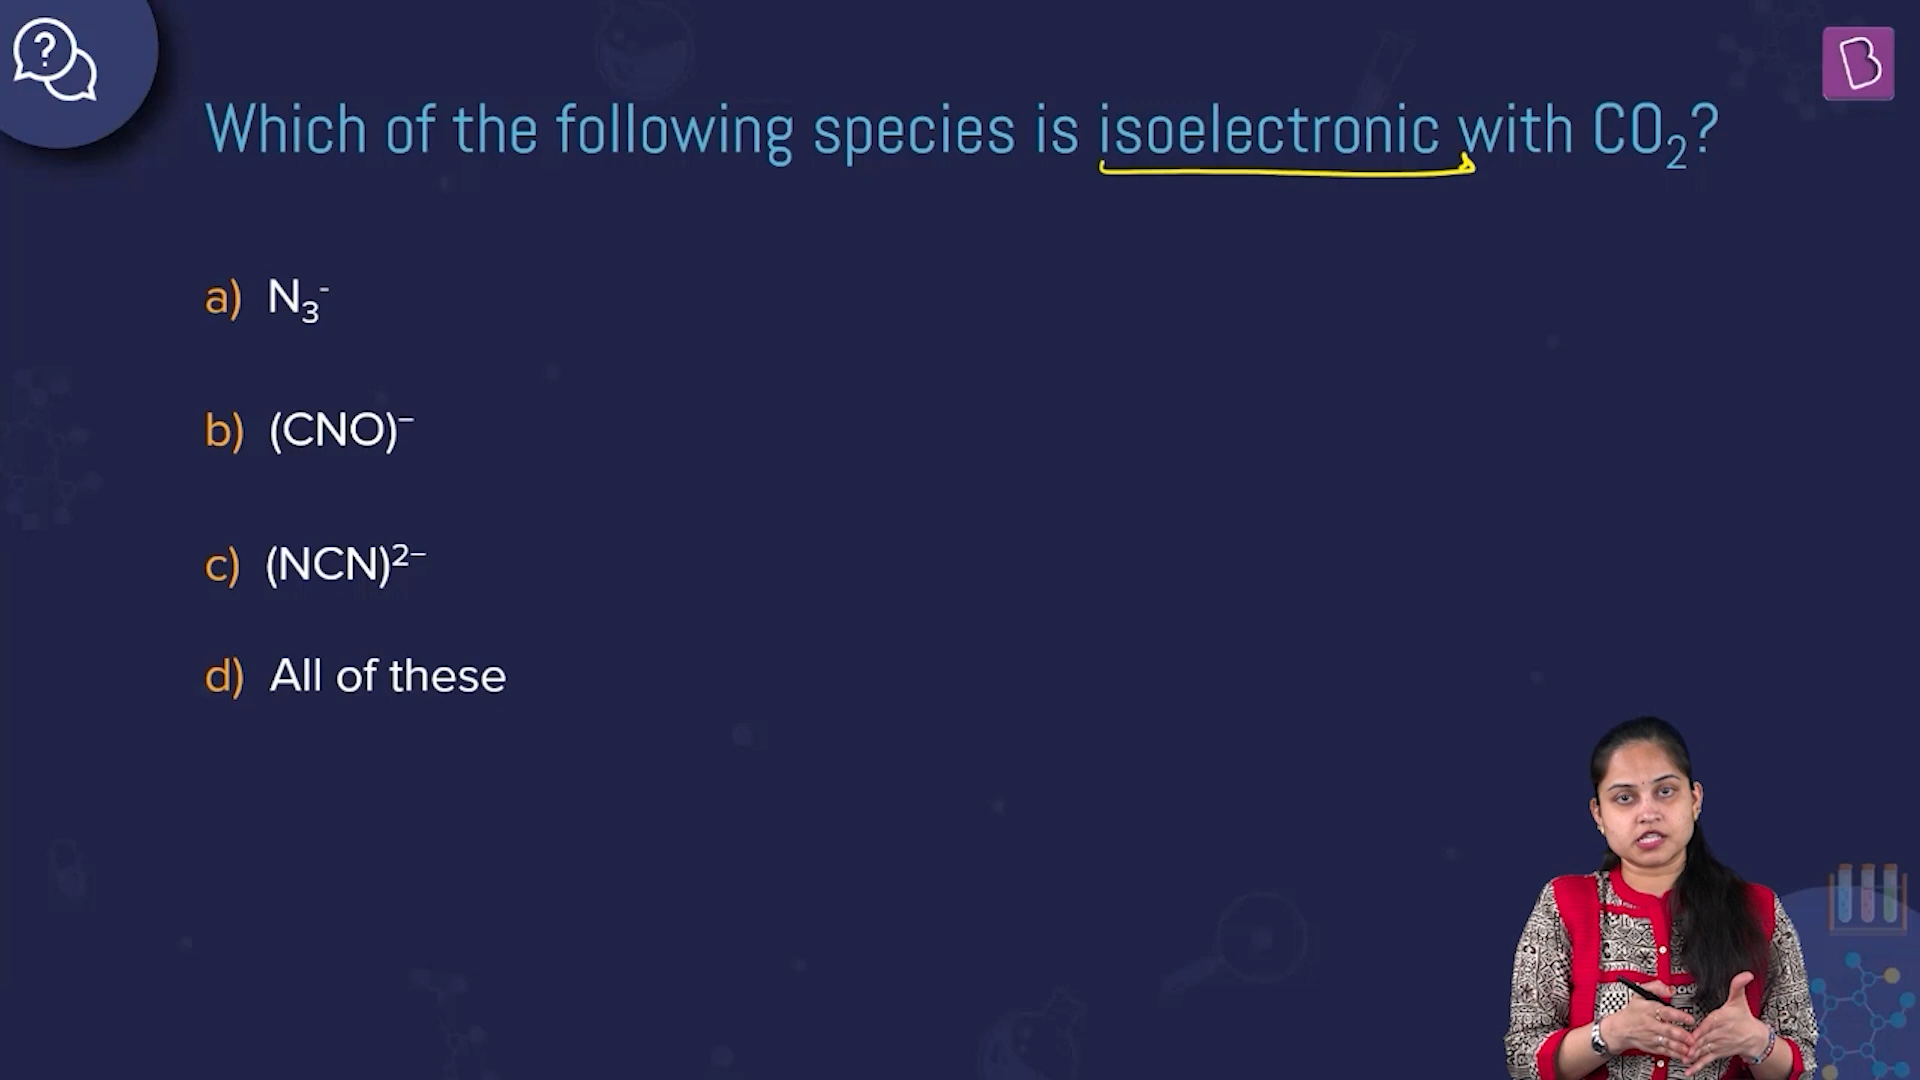 Which of the following species is isoelectronic with CO₂?
a) N₃⁻
b) (CNO)⁻
c) (NCN)²⁻
d) All of these